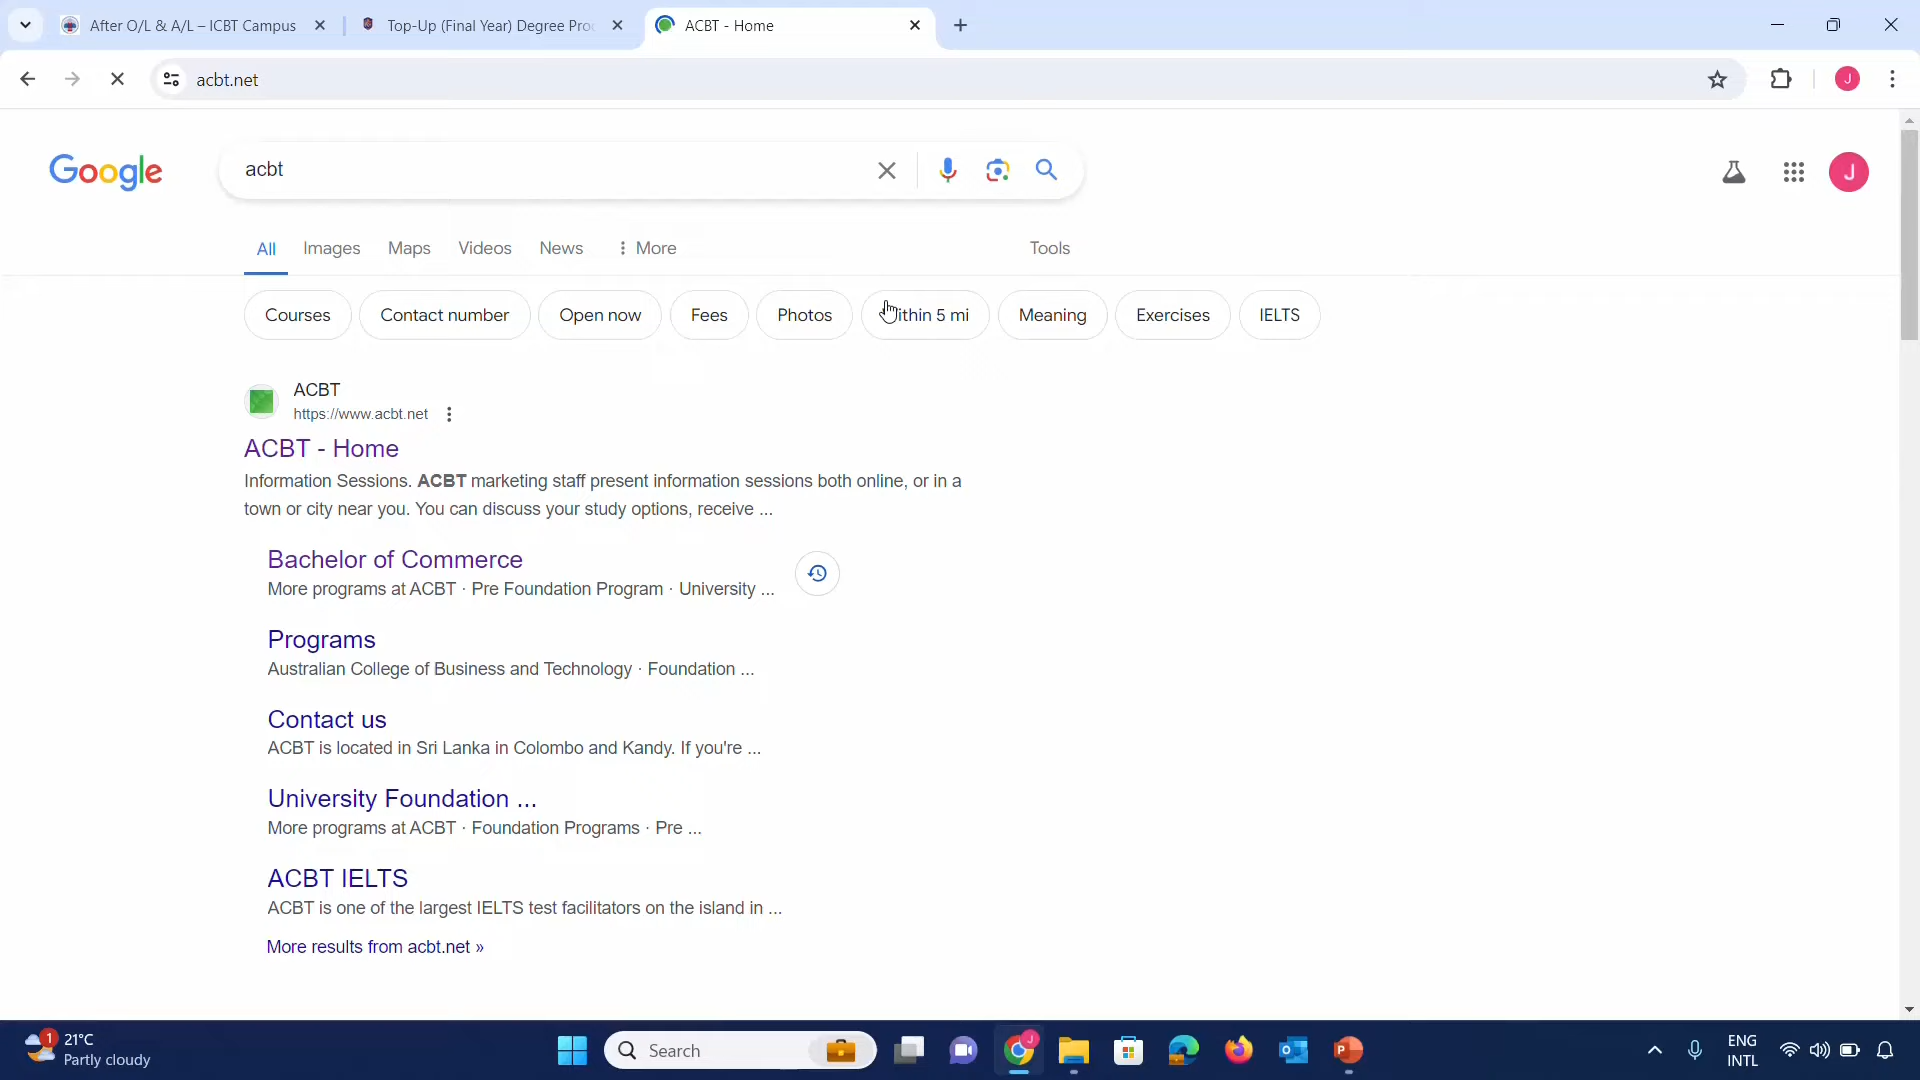 After O/L & A/L – ICBT Campus
Top-Up (Final Year) Degree Pro
ACBT - Home
acbt.net
J
Google
acbt
J
All Images Maps Videos News More Tools
Courses Contact number Open now Fees Photos ithin 5 mi Meaning Exercises IELTS
ACBT
https://www.acbt.net
ACBT - Home
Information Sessions. ACBT marketing staff present information sessions both online, or in a
town or city near you. You can discuss your study options, receive ...
Bachelor of Commerce
More programs at ACBT · Pre Foundation Program · University ...
Programs
Australian College of Business and Technology · Foundation ...
Contact us
ACBT is located in Sri Lanka in Colombo and Kandy. If you're ...
University Foundation ...
More programs at ACBT · Foundation Programs · Pre ...
ACBT IELTS
ACBT is one of the largest IELTS test facilitators on the island in ...
More results from acbt.net »
1
21°C
Partly cloudy
Search
J
ENG
INTL